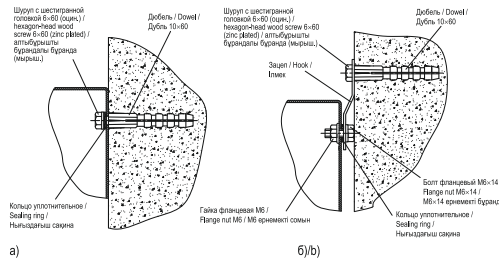 Шуруп с шестигранной
головкой 6×60 (оцин.) /
hexagon-head wood
screw 6×60 (zinc plated) /
алтыбұрышты
бұрандалы бұранда
(мырыш.)
Дюбель / Dowel /
Дубль 10×60
Кольцо уплотнительное /
Sealing ring /
Нығыздағыш сақина
а)
Шуруп с шестигранной
головкой 6×60 (оцин.) /
hexagon-head wood screw 6×60
(zinc plated) / алтыбұрышты
бұрандалы бұранда (мырыш.)
Дюбель / Dowel /
Дубль 10×60
Зацеп / Hook /
Ілмек
Гайка фланцевая М6 /
Flange nut M6 / М6 ернемекті сомын
Болт фланцевый М6×14
Flange nut M6×14 /
М6×14 ернемекті бұранд
Кольцо уплотнительное /
Sealing ring /
Нығыздағыш сақина
б)/b)